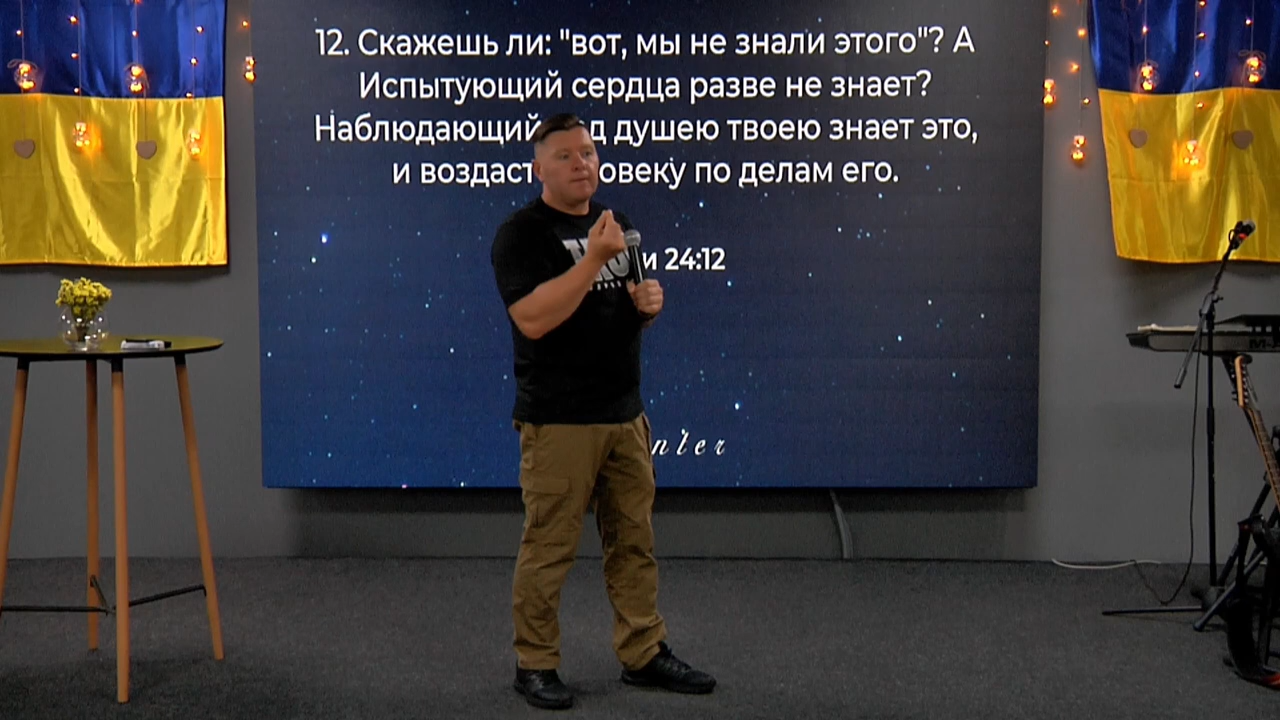 12. Скажешь ли: "вот, мы не знали этого"? А
Испытующий сердца разве не знает?
Наблюдающий душею твоею знает это,
и воздаст по делам его.
24:12